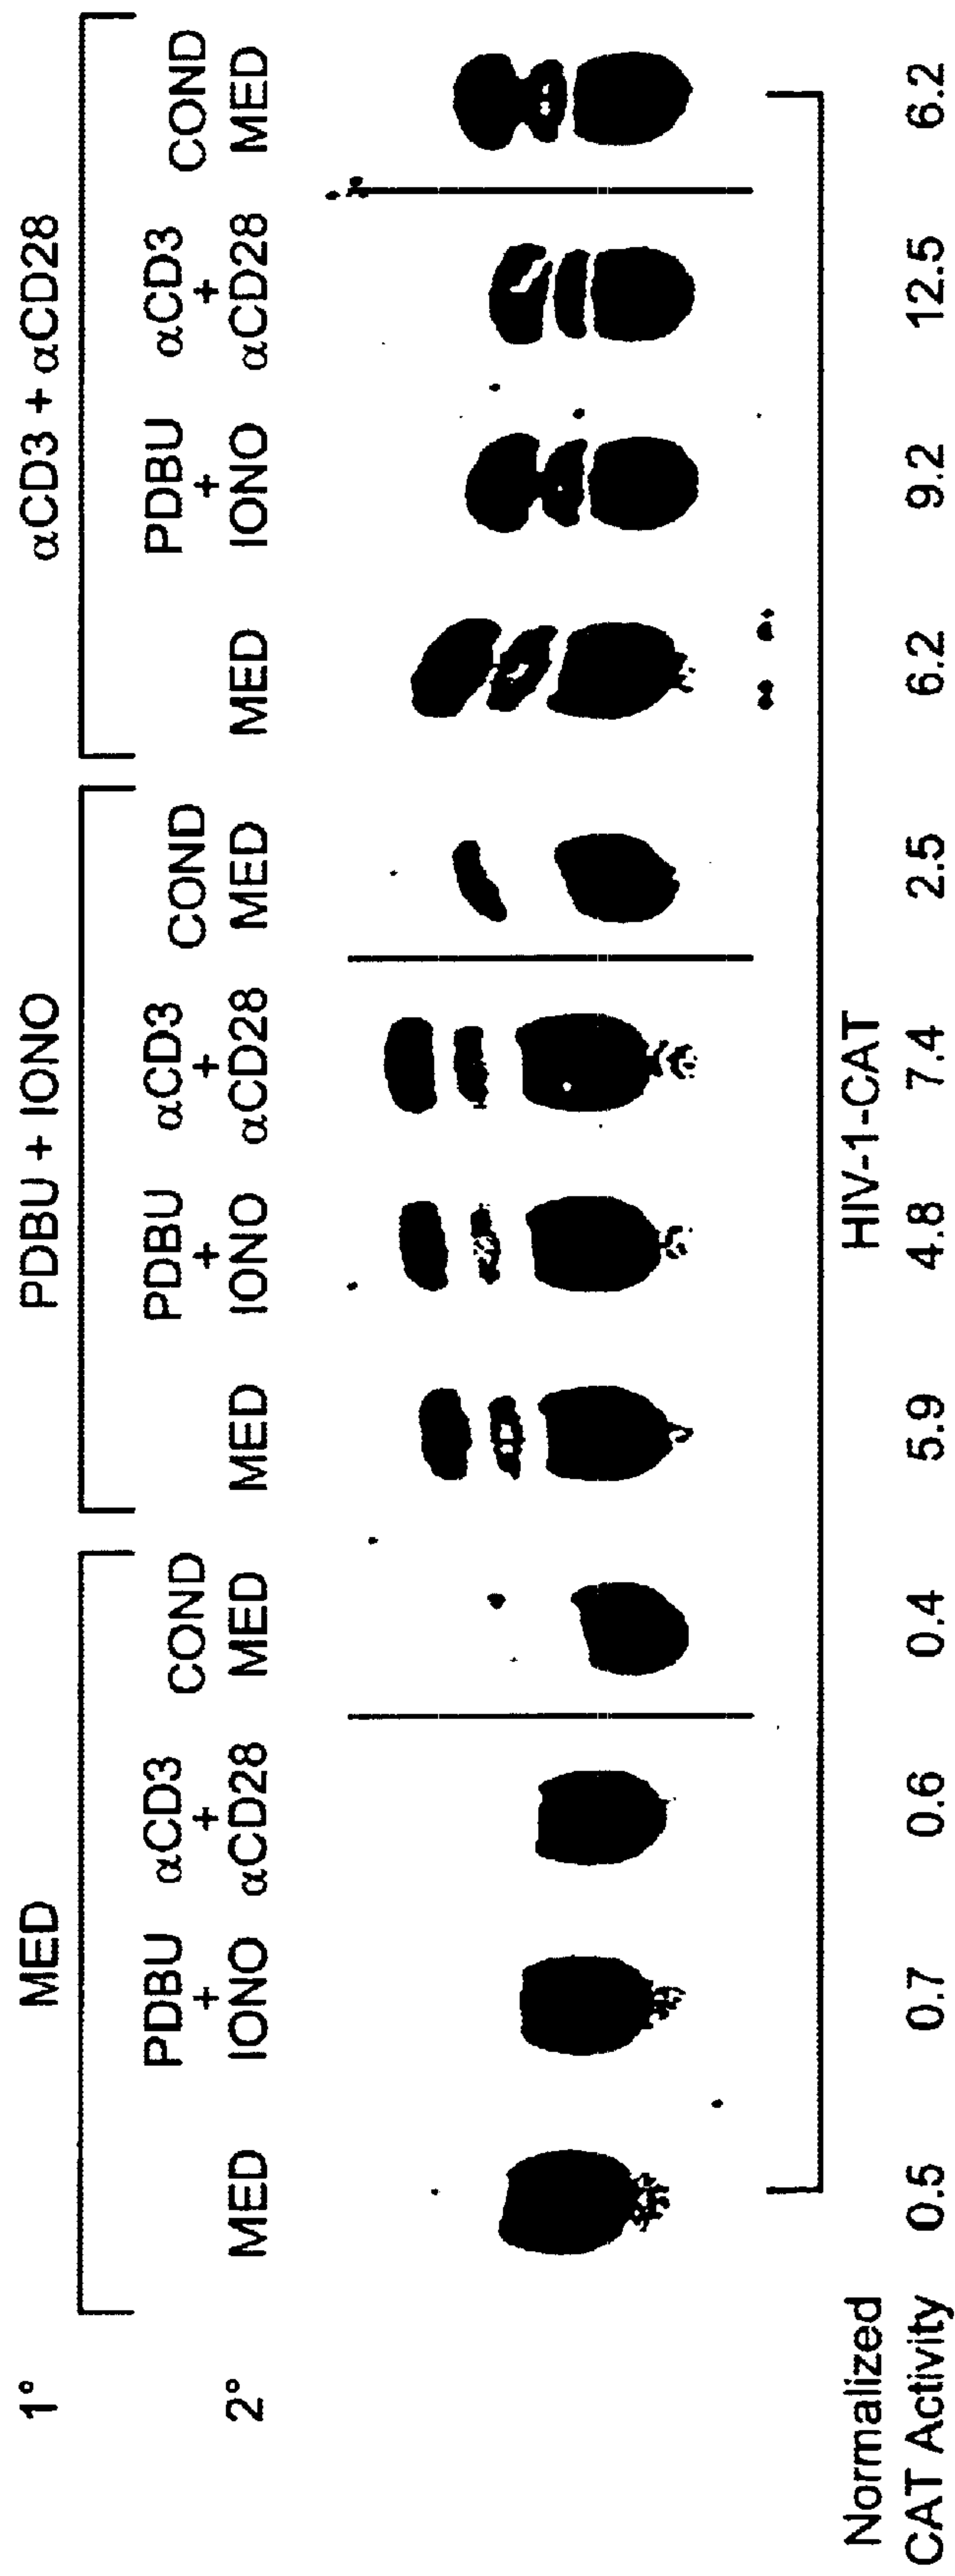 1° MED PDBU + IONO αCD3 + αCD28
PDBU αCD3 COND PDBU αCD3 COND PDBU αCD3 COND
+ + + + + +
2° MED IONO αCD28 MED MED IONO αCD28 MED MED IONO αCD28 MED
HIV-1-CAT
Normalized
CAT Activity 0.5 0.7 0.6 0.4 5.9 4.8 7.4 2.5 6.2 9.2 12.5 6.2